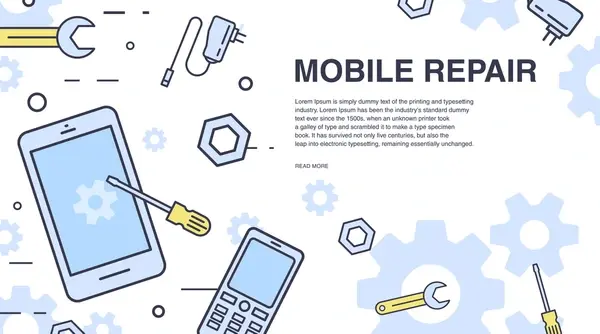 MOBILE REPAIR
Lorem Ipsum is simply dummy text of the printing and typesetting
industry. Lorem Ipsum has been the industry's standard dummy
text ever since the 1500s, when an unknown printer took
a galley of type and scrambled it to make a type specimen
book. It has survived not only five centuries, but also the
leap into electronic typesetting, remaining essentially unchanged.
READ MORE